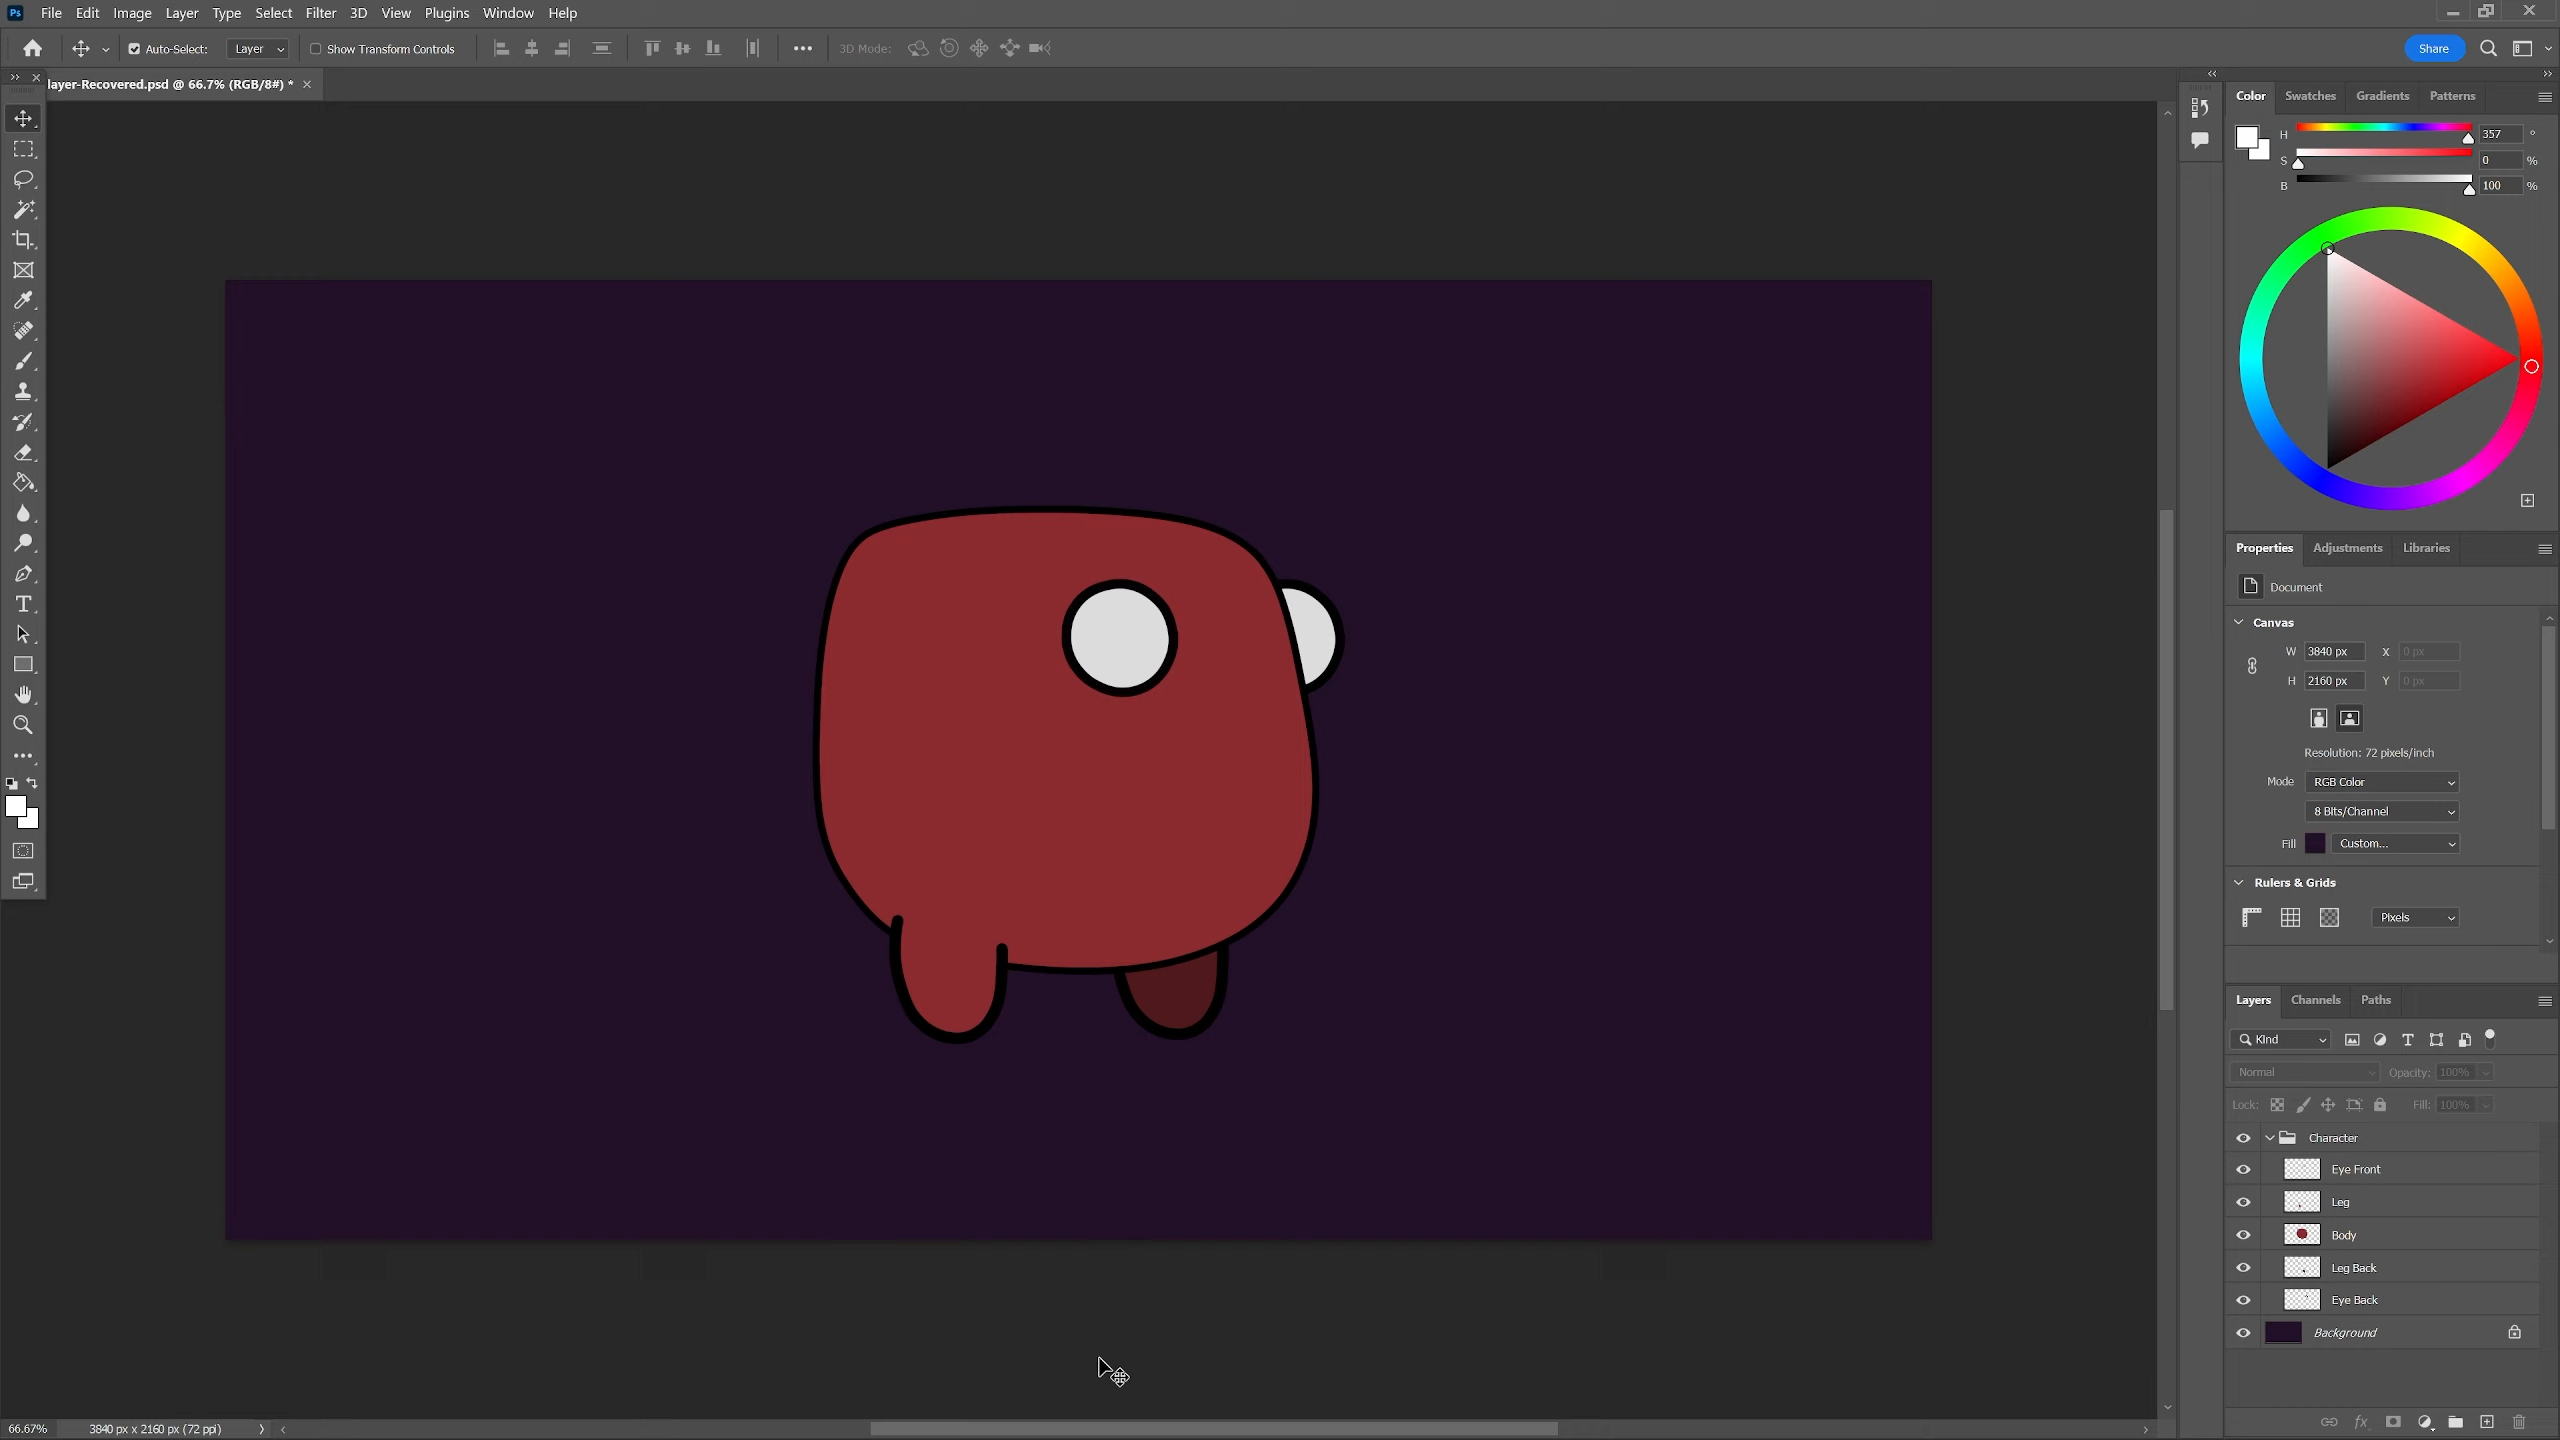 Ps File Edit Image Layer Type Select Filter 3D View Plugins Window Help
Auto-Select: Layer Show Transform Controls 3D Mode: Share
layer-Recovered.psd @ 66.7% (RGB/8#) *
Color Swatches Gradients Patterns
H 357 °
S 0 %
B 100 %
Properties Adjustments Libraries
Document
Canvas
W 3840 px X 0 px
H 2160 px Y 0 px
Resolution: 72 pixels/inch
Mode RGB Color
8 Bits/Channel
Fill Custom...
Rulers & Grids
Pixels
Layers Channels Paths
Kind
Normal Opacity: 100%
Lock: Fill: 100%
Character
Eye Front
Leg
Body
Leg Back
Eye Back
Background
66.67% 3840 px x 2160 px (72 ppi)